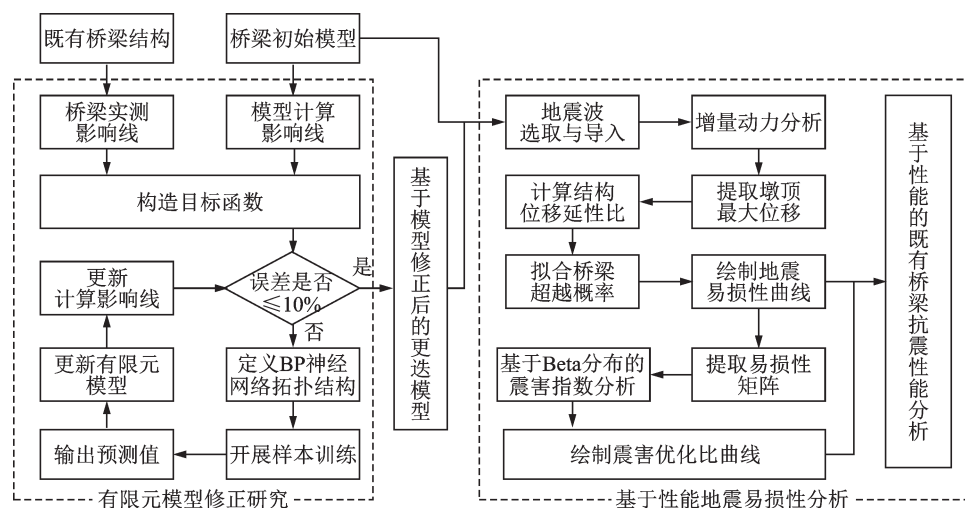 既有桥梁结构
桥梁初始模型
桥梁实测
影响线
模型计算
影响线
构造目标函数
误差是否
≤10%
是
否
更新
计算影响线
更新有限元
模型
定义BP神经
网络拓扑结构
输出预测值
开展样本训练
有限元模型修正研究
基于模型修正后的更迭模型
地震波
选取与导入
增量动力分析
计算结构
位移延性比
提取墩顶
最大位移
拟合桥梁
超越概率
绘制地震
易损性曲线
基于Beta分布的
震害指数分析
提取易损性
矩阵
绘制震害优化比曲线
基于性能地震易损性分析
基于性能的既有桥梁抗震性能分析